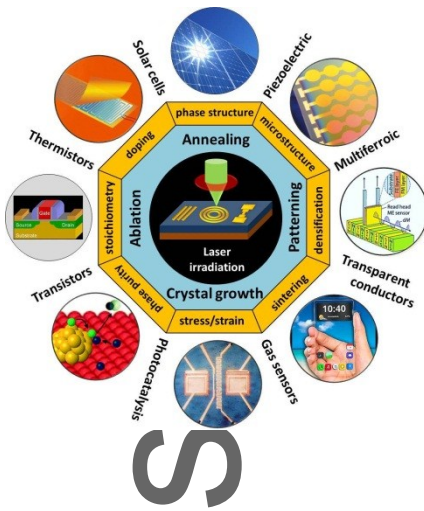 Solar cells
Piezoelectric
Thermistors
Multiferroic
Transistors
Transparent
conductors
Photocatalysis
Gas sensors
phase structure
microstructure
densification
sintering
stress/strain
phase purity
stoichiometry
doping
Annealing
Patterning
Crystal growth
Ablation
Laser
irradiation
Gate
Source
Drain
Substrate
Read head
ME sensor
10:40
S